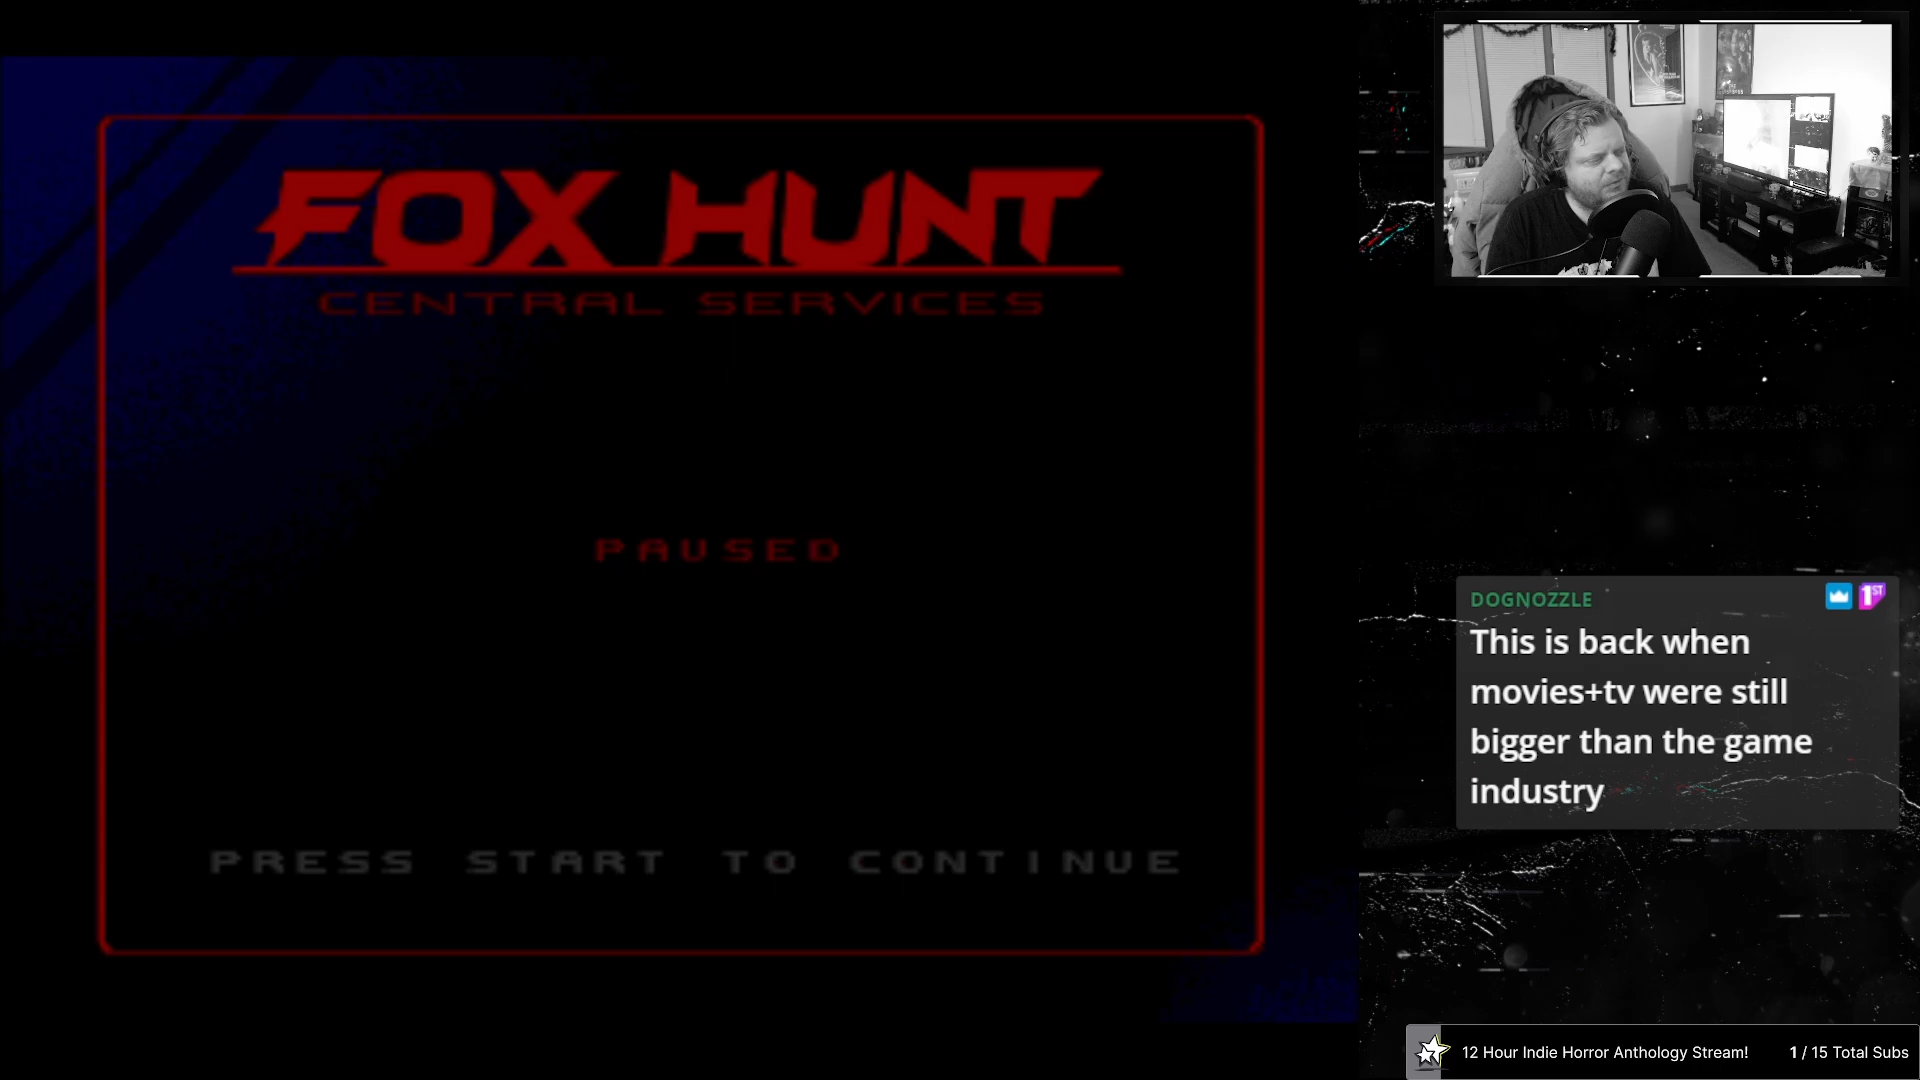 FOX HUNT
CENTRAL SERVICES
PAUSED
PRESS START TO CONTINUE
DOGNOZZLE
1ST
This is back when
movies+tv were still
bigger than the game
industry
12 Hour Indie Horror Anthology Stream! 1 / 15 Total Subs